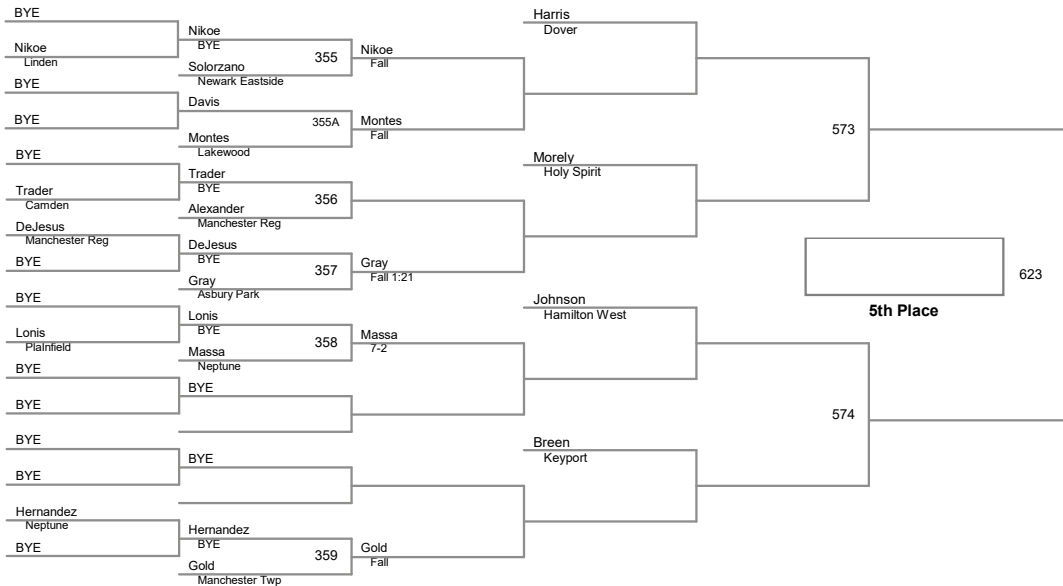 BYE
Nikoe
Linden
BYE
BYE
BYE
Trader
Camden
DeJesus
Manchester Reg
BYE
BYE
Lonis
Plainfield
BYE
BYE
BYE
BYE
Hernandez
Neptune
BYE
Nikoe
BYE
355
Solorzano
Newark Eastside
Davis
355A
Montes
Lakewood
Trader
BYE
356
Alexander
Manchester Reg
DeJesus
BYE
357
Gray
Asbury Park
Lonis
BYE
358
Massa
Neptune
BYE
BYE
Hernandez
BYE
359
Gold
Manchester Twp
Nikoe
Fall
Montes
Fall
Gray
Fall 1:21
Massa
7-2
Gold
Fall
Harris
Dover
Morely
Holy Spirit
Johnson
Hamilton West
Breen
Keyport
573
574
623
5th Place